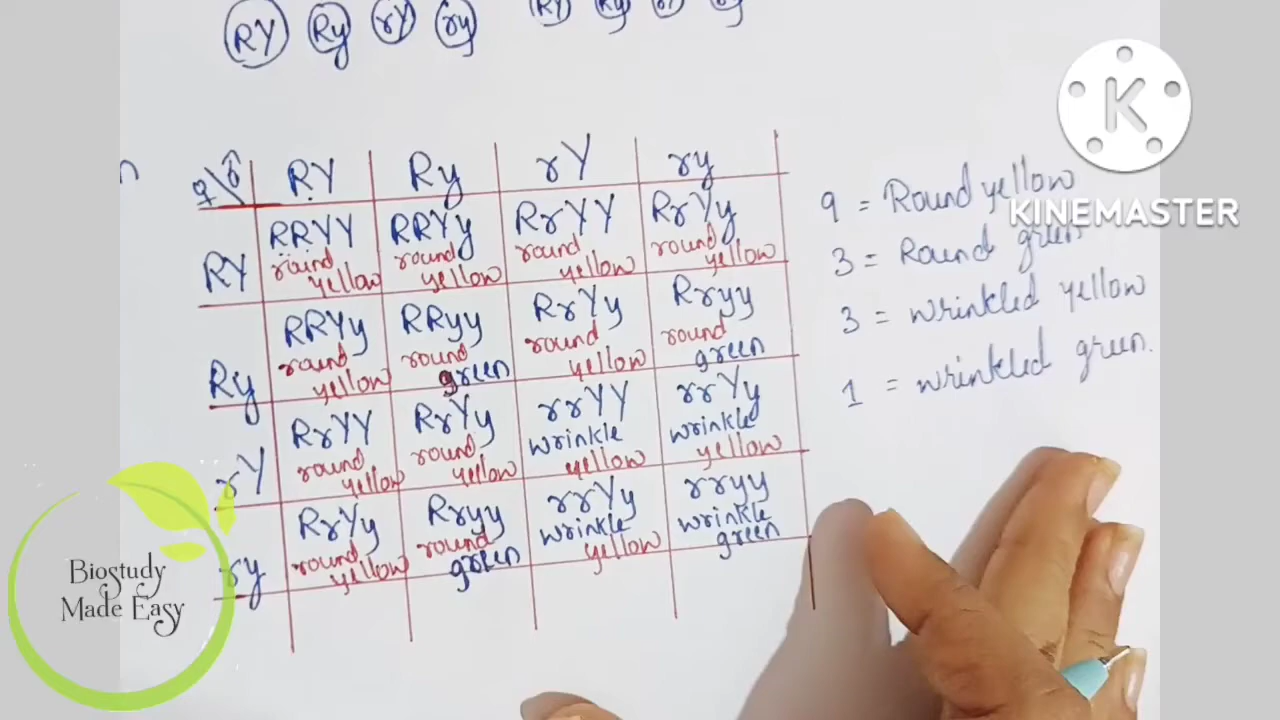 RY Ry rY ry RY Ry rY ry
n
♀\♂ RY Ry rY ry
RY RRYY RRYy RrYY RrYy
round round round round
yellow yellow yellow yellow
Ry RRYy RRyy RrYy Rryy
round round round round
yellow green yellow green
rY RrYY RrYy rrYY rrYy
round round wrinkle wrinkle
yellow yellow yellow yellow
ry RrYy Rryy rrYy rryy
round round wrinkle wrinkle
yellow green yellow green
9 = Round yellow
3 = Round green
3 = wrinkled yellow
1 = wrinkled green.
K
KINEMASTER
Biostudy
Made Easy